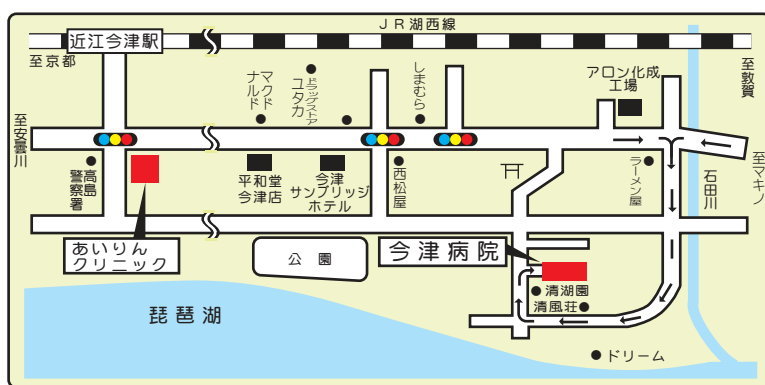 JR湖西線
近江今津駅
至京都
至敦賀
マクド
ナルド
ドラッグストア
ユタカ
しまむら
アロン化成
工場
至安曇川
至マキノ
高島
警察署
平和堂
今津店
今津
サンブリッジ
ホテル
西松屋
ラーメン屋
石田川
あいりん
クリニック
公園
今津病院
清湖園
清風荘
琵琶湖
ドリーム